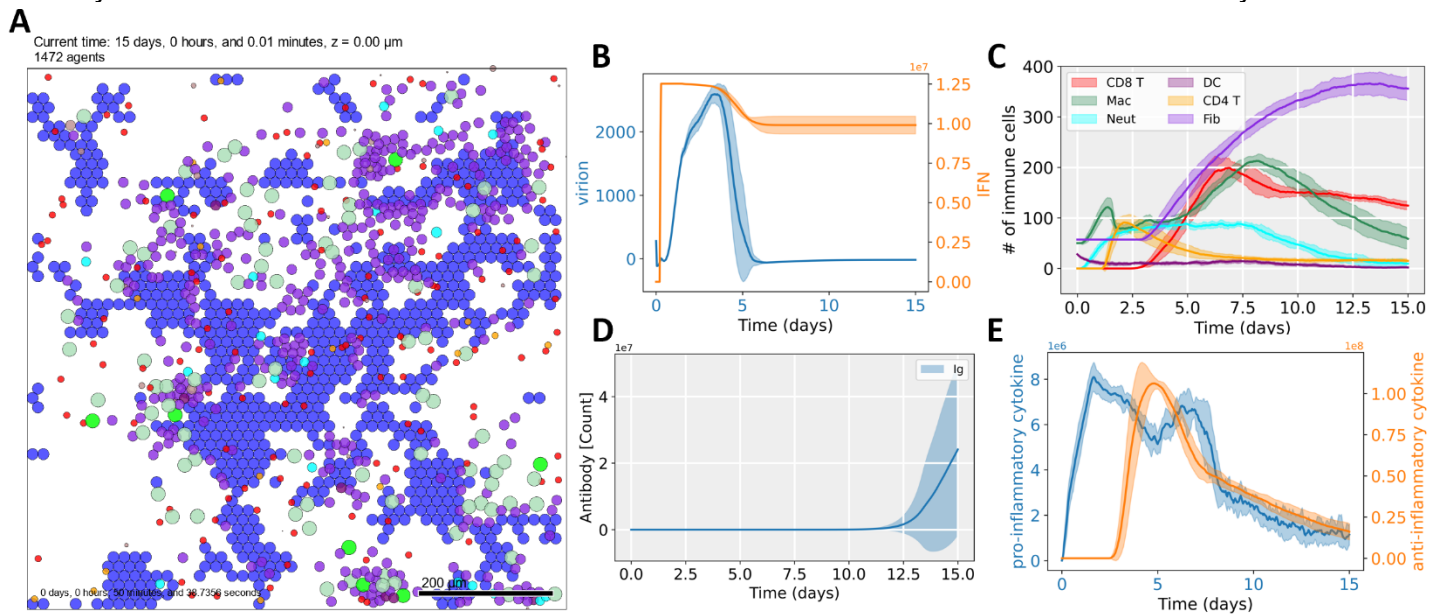 A
Current time: 15 days, 0 hours, and 0.01 minutes, z = 0.00 µm
1472 agents
200 µm
0 days, 0 hours, 50 minutes, and 38.7356 seconds
B
1e7
virion
2000
1000
0
IFN
1.25
1.00
0.75
0.50
0.25
0.00
0 5 10 15
Time (days)
C
CD8 T
Mac
Neut
DC
CD4 T
Fib
# of immune cells
400
300
200
100
0
0.0 2.5 5.0 7.5 10.0 12.5 15.0
Time (days)
D
1e7
Ig
Antibody [Count]
4
2
0
0.0 2.5 5.0 7.5 10.0 12.5 15.0
Time (days)
E
1e6
1e8
pro-inflammatory cytokine
8
6
4
2
0
anti-inflammatory cytokine
1.00
0.75
0.50
0.25
0.00
0 5 10 15
Time (days)